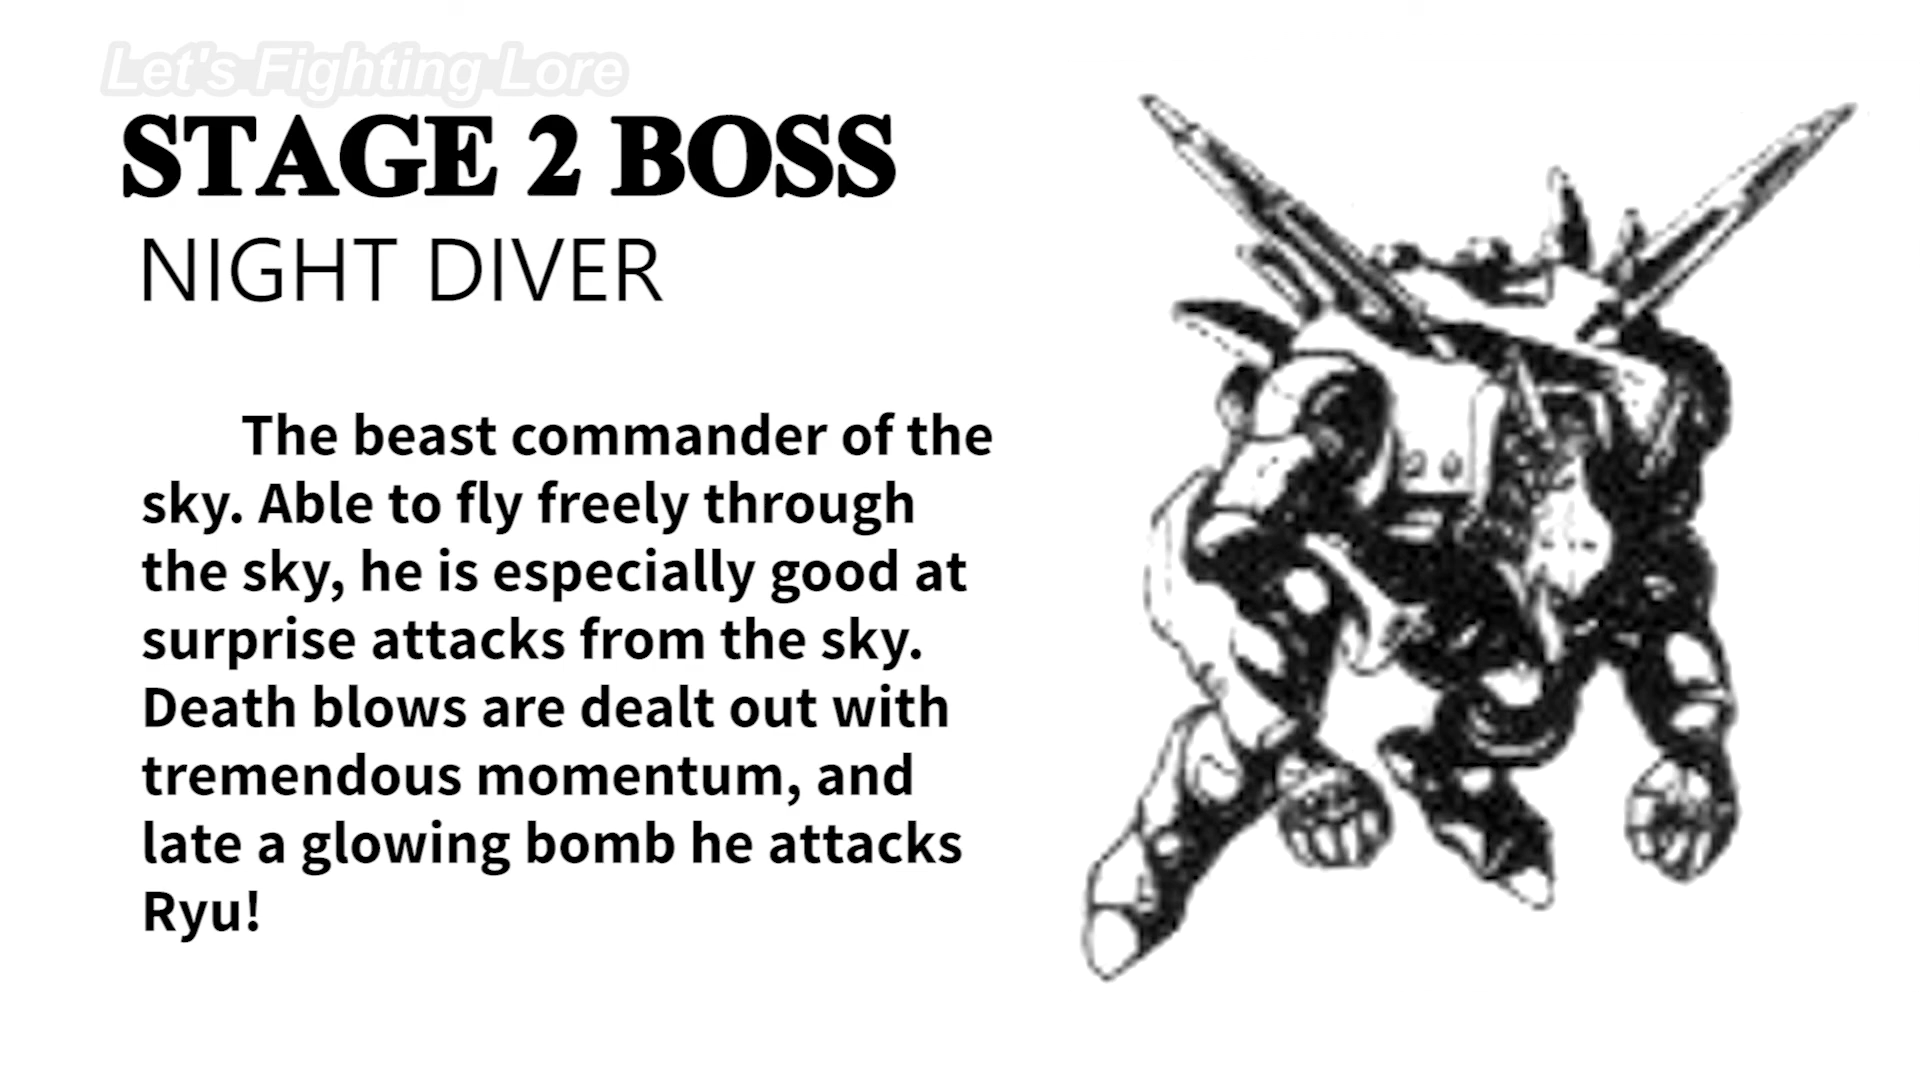 Let's Fighting Lore
STAGE 2 BOSS
NIGHT DIVER
The beast commander of the
sky. Able to fly freely through
the sky, he is especially good at
surprise attacks from the sky.
Death blows are dealt out with
tremendous momentum, and
late a glowing bomb he attacks
Ryu!